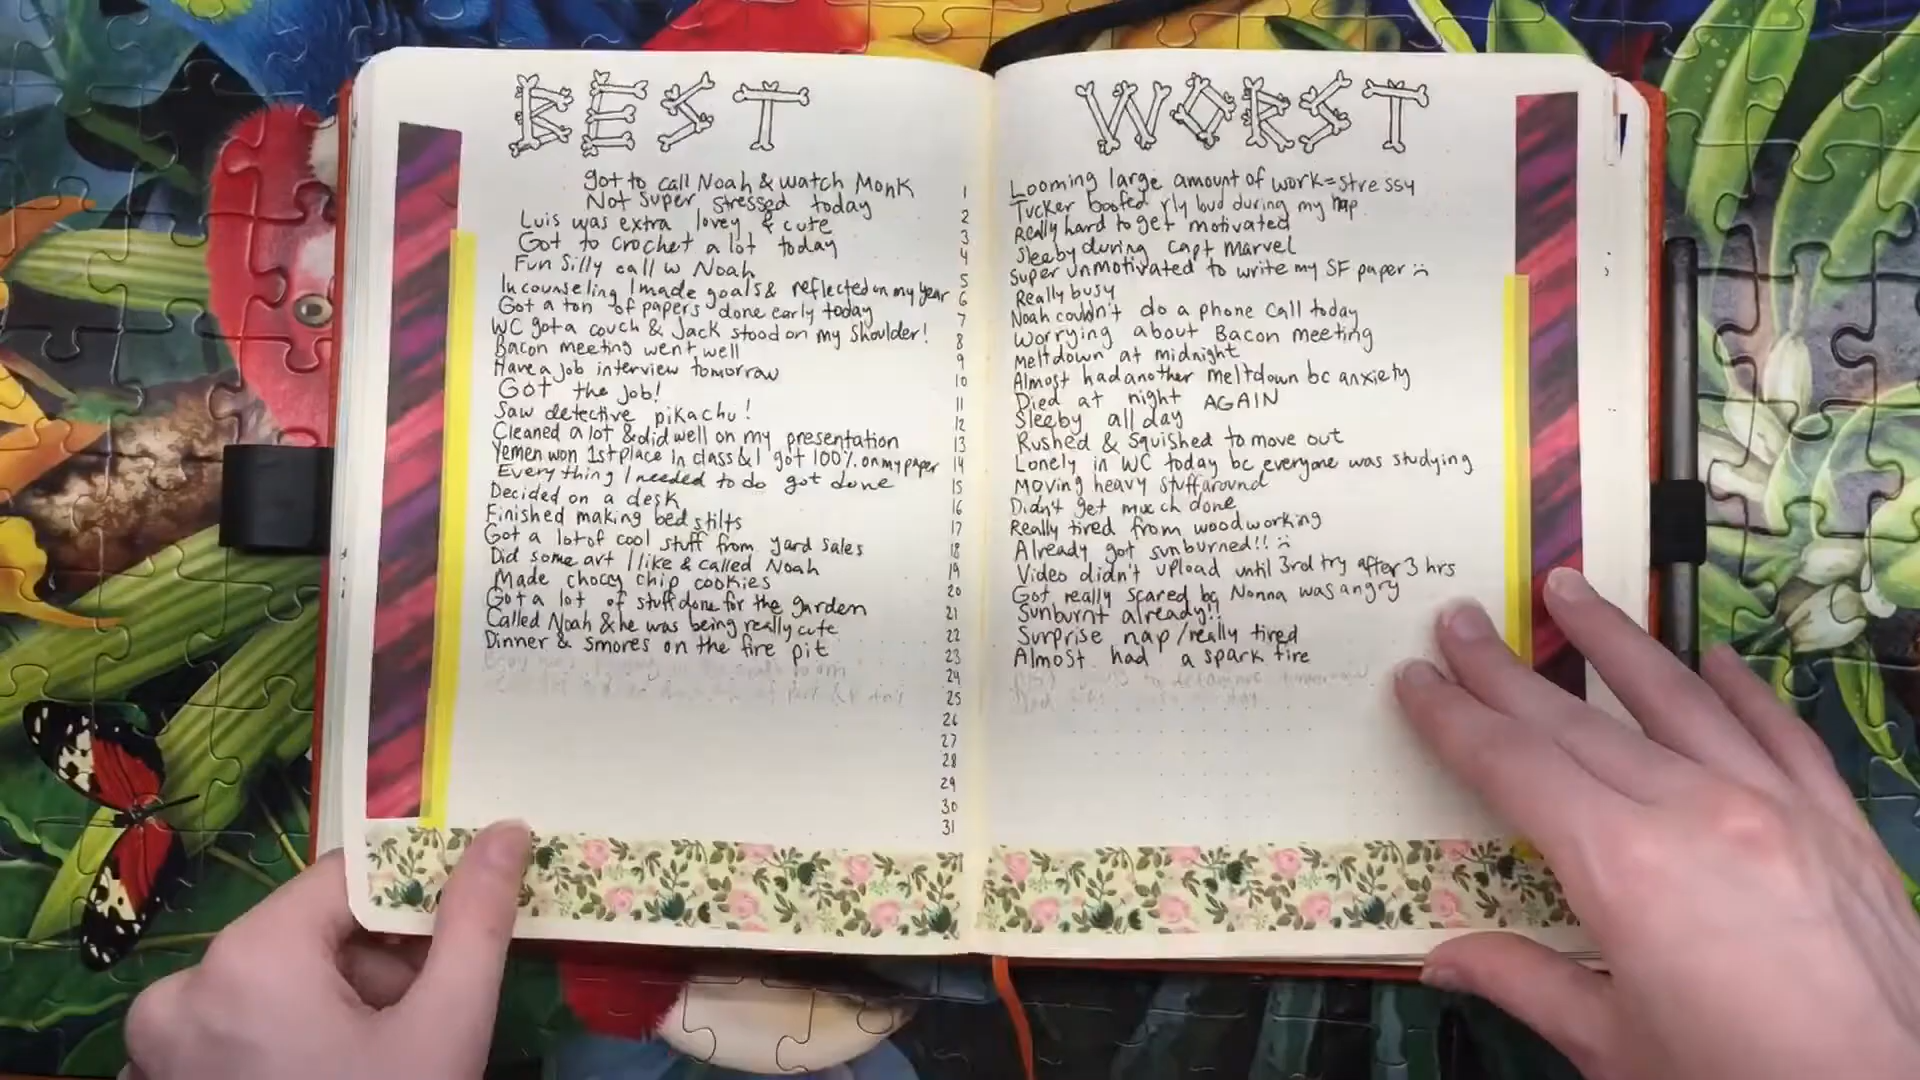 BEST
got to call Noah & watch Monk
Not super stressed today
Luis was extra lovey & cute
Got to crochet a lot today
Fun Silly call w Noah
In counseling I made goals & reflected on my year
Got a ton of papers done early today
WC got a couch & Jack stood on my shoulder!
Bacon meeting went well
Have a job interview tomorrow
Got the job!
Saw detective pikachu!
Cleaned a lot & did well on my presentation
Yemen won 1st place in class & I got 100% on my paper
Everything I needed to do got done
Decided on a desk
Finished making bed stilts
Got a lot of cool stuff from yard sales
Did some art I like & called Noah
Made choccy chip cookies
Got a lot of stuff done for the garden
Called Noah & he was being really cute
Dinner & smores on the fire pit
1
2
3
4
5
6
7
8
9
10
11
12
13
14
15
16
17
18
19
20
21
22
23
24
25
26
27
28
29
30
31
WORST
Looming large amount of work = stressy
Tucker boofed rly bud during my nap
Really hard to get motivated
Sleeby during capt Marvel
Super unmotivated to write my SF paper :(
Really busy
Noah couldn't do a phone call today
Worrying about Bacon meeting
Meltdown at midnight
Almost had another meltdown bc anxiety
Died at night AGAIN
Sleeby all day
Rushed & squished to move out
Lonely in WC today bc everyone was studying
Moving heavy stuff around
Didn't get much done
Really tired from woodworking
Already got sunburned!! :(
Video didn't upload until 3rd try after 3 hrs
Got really scared bc Nonna was angry
Sunburnt already!!
Surprise nap/really tired
Almost had a spark fire